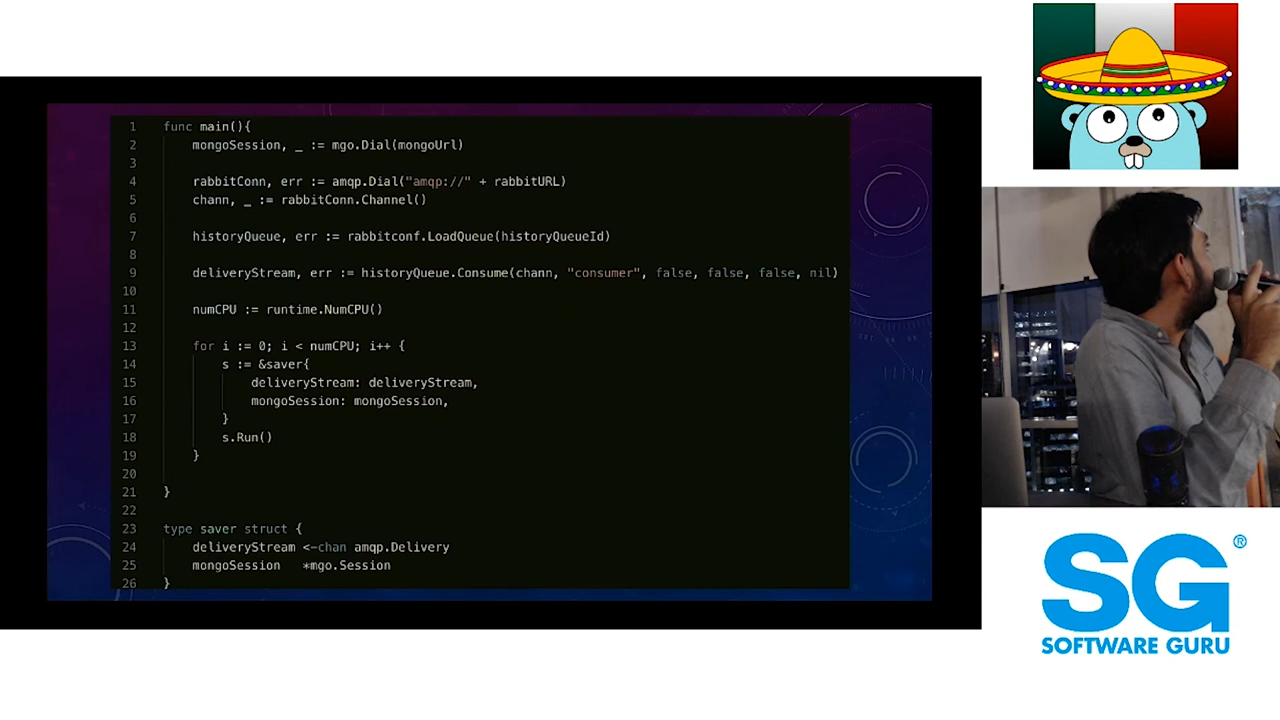 1 func main(){
2 mongoSession, _ := mgo.Dial(mongoUrl)
3
4 rabbitConn, err := amqp.Dial("amqp://" + rabbitURL)
5 chann, _ := rabbitConn.Channel()
6
7 historyQueue, err := rabbitconf.LoadQueue(historyQueueId)
8
9 deliveryStream, err := historyQueue.Consume(chann, "consumer", false, false, false, nil)
10
11 numCPU := runtime.NumCPU()
12
13 for i := 0; i < numCPU; i++ {
14 s := &saver{
15 deliveryStream: deliveryStream,
16 mongoSession: mongoSession,
17 }
18 s.Run()
19 }
20
21 }
22
23 type saver struct {
24 deliveryStream <-chan amqp.Delivery
25 mongoSession *mgo.Session
26 }
SG®
SOFTWARE GURU